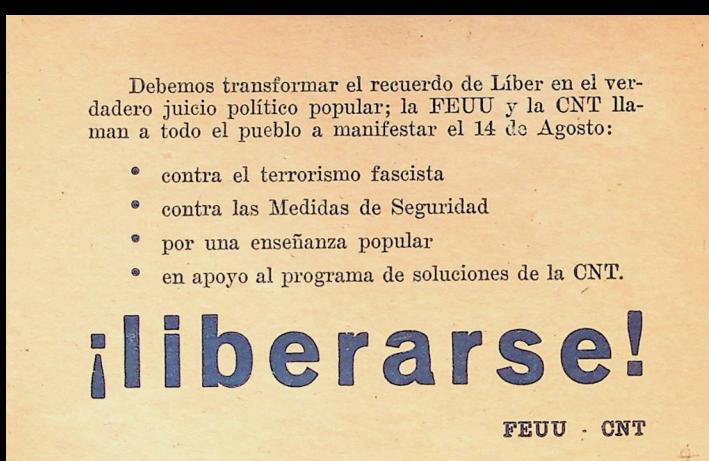 Debemos transformar el recuerdo de Líber en el ver-
dadero juicio político popular; la FEUU y la CNT lla-
man a todo el pueblo a manifestar el 14 de Agosto:
• contra el terrorismo fascista
• contra las Medidas de Seguridad
• por una enseñanza popular
• en apoyo al programa de soluciones de la CNT.
¡liberarse!
FEUU - CNT